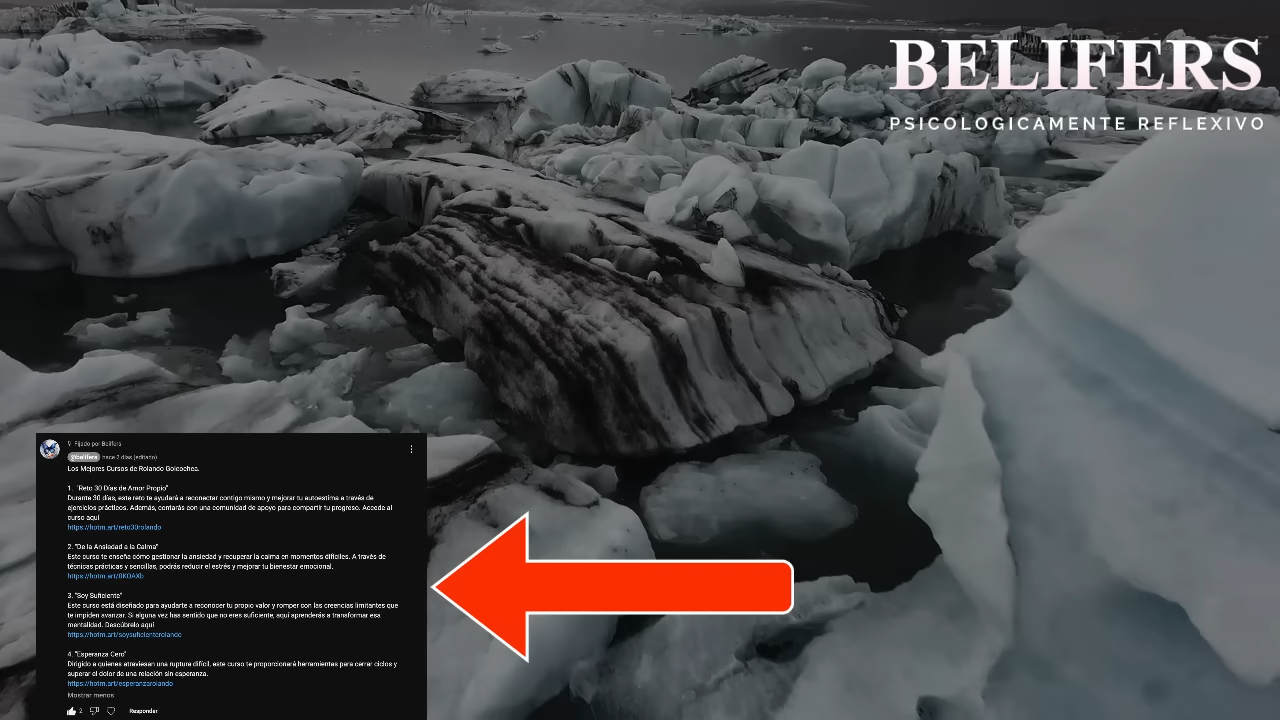 BELIFERS
PSICOLOGICAMENTE REFLEXIVO
Fijado por Belifers
@belifers hace 2 días (editado)
Los Mejores Cursos de Rolando Goicochea.
1. "Reto 30 Días de Amor Propio"
Durante 30 días, este reto te ayudará a reconectar contigo mismo y mejorar tu autoestima a través de
ejercicios prácticos. Además, contarás con una comunidad de apoyo para compartir tu progreso. Accede al
curso aquí
https://hotm.art/reto30rolando
2. "De la Ansiedad a la Calma"
Este curso te enseña cómo gestionar la ansiedad y recuperar la calma en momentos difíciles. A través de
técnicas prácticas y sencillas, podrás reducir el estrés y mejorar tu bienestar emocional.
https://hotm.art/0KOAXb
3. "Soy Suficiente"
Este curso está diseñado para ayudarte a reconocer tu propio valor y romper con las creencias limitantes que
te impiden avanzar. Si alguna vez has sentido que no eres suficiente, aquí aprenderás a transformar esa
mentalidad. Descúbrelo aquí
https://hotm.art/soysuficienterolando
4. "Esperanza Cero"
Dirigido a quienes atraviesan una ruptura difícil, este curso te proporcionará herramientas para cerrar ciclos y
superar el dolor de una relación sin esperanza.
https://hotm.art/esperanzarolando
Mostrar menos
2 Responder